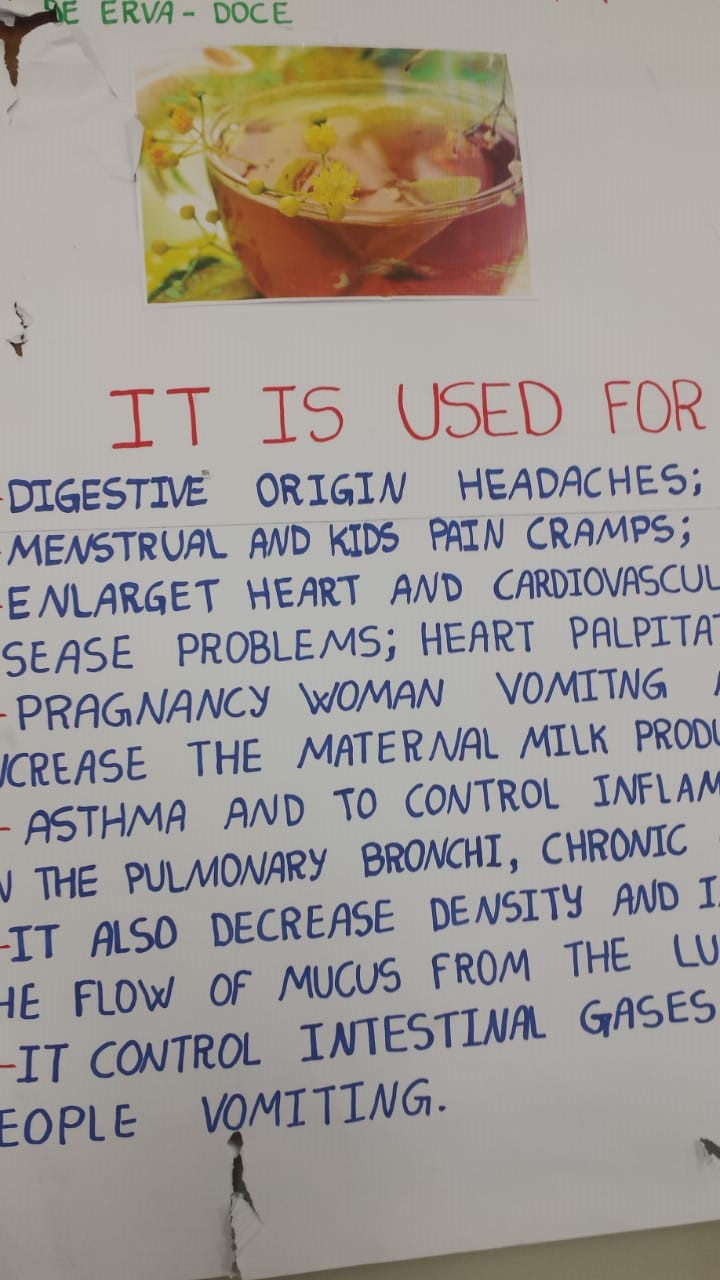 DE ERVA - DOCE
IT IS USED FOR
-DIGESTIVE ORIGIN HEADACHES;
-MENSTRUAL AND KIDS PAIN CRAMPS;
-ENLARGET HEART AND CARDIOVASCUL
SEASE PROBLEMS; HEART PALPITAT
-PRAGNANCY WOMAN VOMITNG
NCREASE THE MATERNAL MILK PRODU
- ASTHMA AND TO CONTROL INFLAM
N THE PULMONARY BRONCHI, CHRONIC
-IT ALSO DECREASE DENSITY AND I
HE FLOW OF MUCUS FROM THE LU
-IT CONTROL INTESTINAL GASES
EOPLE VOMITING.